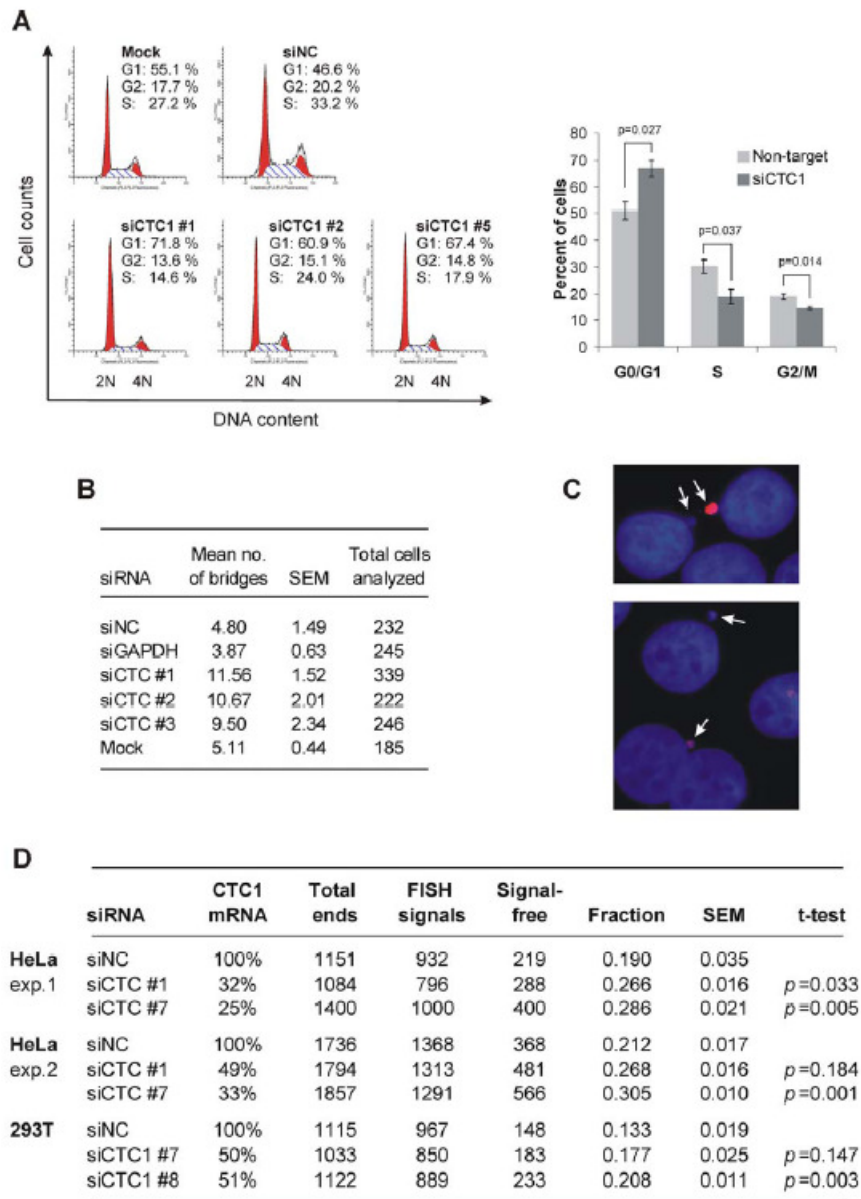 A
Mock
G1: 55.1 %
G2: 17.7 %
S: 27.2 %
siNC
G1: 46.6 %
G2: 20.2 %
S: 33.2 %
siCTC1 #1
G1: 71.8 %
G2: 13.6 %
S: 14.6 %
siCTC1 #2
G1: 60.9 %
G2: 15.1 %
S: 24.0 %
siCTC1 #5
G1: 67.4 %
G2: 14.8 %
S: 17.9 %
Cell counts
2N 4N 2N 4N 2N 4N
DNA content
Percent of cells
80
70
60
50
40
30
20
10
0
p=0.027
p=0.037
p=0.014
Non-target
siCTC1
G0/G1 S G2/M
B
siRNA Mean no. of bridges SEM Total cells analyzed
siNC 4.80 1.49 232
siGAPDH 3.87 0.63 245
siCTC #1 11.56 1.52 339
siCTC #2 10.67 2.01 222
siCTC #3 9.50 2.34 246
Mock 5.11 0.44 185
C
D
siRNA CTC1 mRNA Total ends FISH signals Signal-free Fraction SEM t-test
HeLa siNC 100% 1151 932 219 0.190 0.035
exp.1 siCTC #1 32% 1084 796 288 0.266 0.016 p=0.033
siCTC #7 25% 1400 1000 400 0.286 0.021 p=0.005
HeLa siNC 100% 1736 1368 368 0.212 0.017
exp.2 siCTC #1 49% 1794 1313 481 0.268 0.016 p=0.184
siCTC #7 33% 1857 1291 566 0.305 0.010 p=0.001
293T siNC 100% 1115 967 148 0.133 0.019
siCTC1 #7 50% 1033 850 183 0.177 0.025 p=0.147
siCTC1 #8 51% 1122 889 233 0.208 0.011 p=0.003